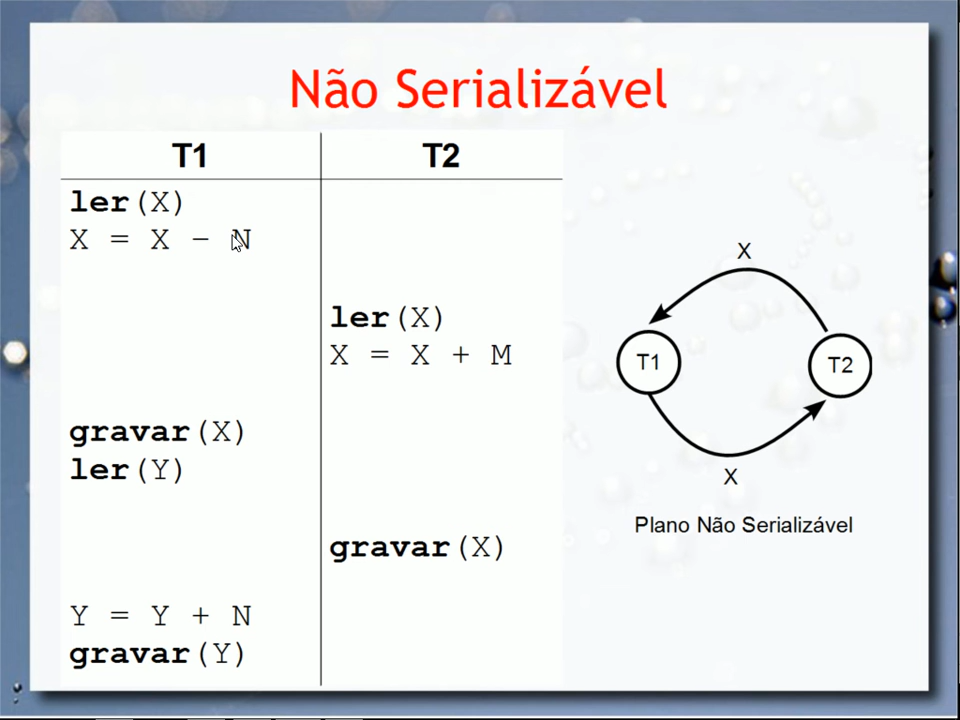 Não Serializável
T1 T2
ler(X)
X = X - N
ler(X)
X = X + M
gravar(X)
ler(Y)
gravar(X)
Y = Y + N
gravar(Y)
X
T1
T2
X
Plano Não Serializável